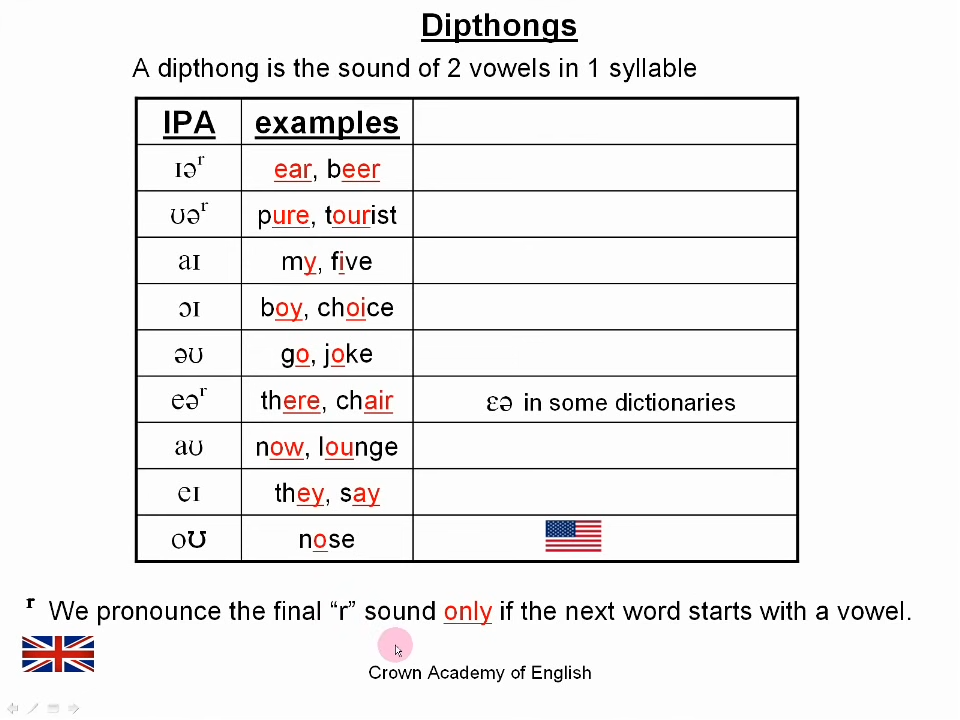 Dipthongs
A dipthong is the sound of 2 vowels in 1 syllable
IPA examples
ɪəʳ ear, beer
ʊəʳ pure, tourist
aɪ my, five
ɔɪ boy, choice
əʊ go, joke
eəʳ there, chair ɛə in some dictionaries
aʊ now, lounge
eɪ they, say
oʊ nose
ʳ We pronounce the final “r” sound only if the next word starts with a vowel.
Crown Academy of English